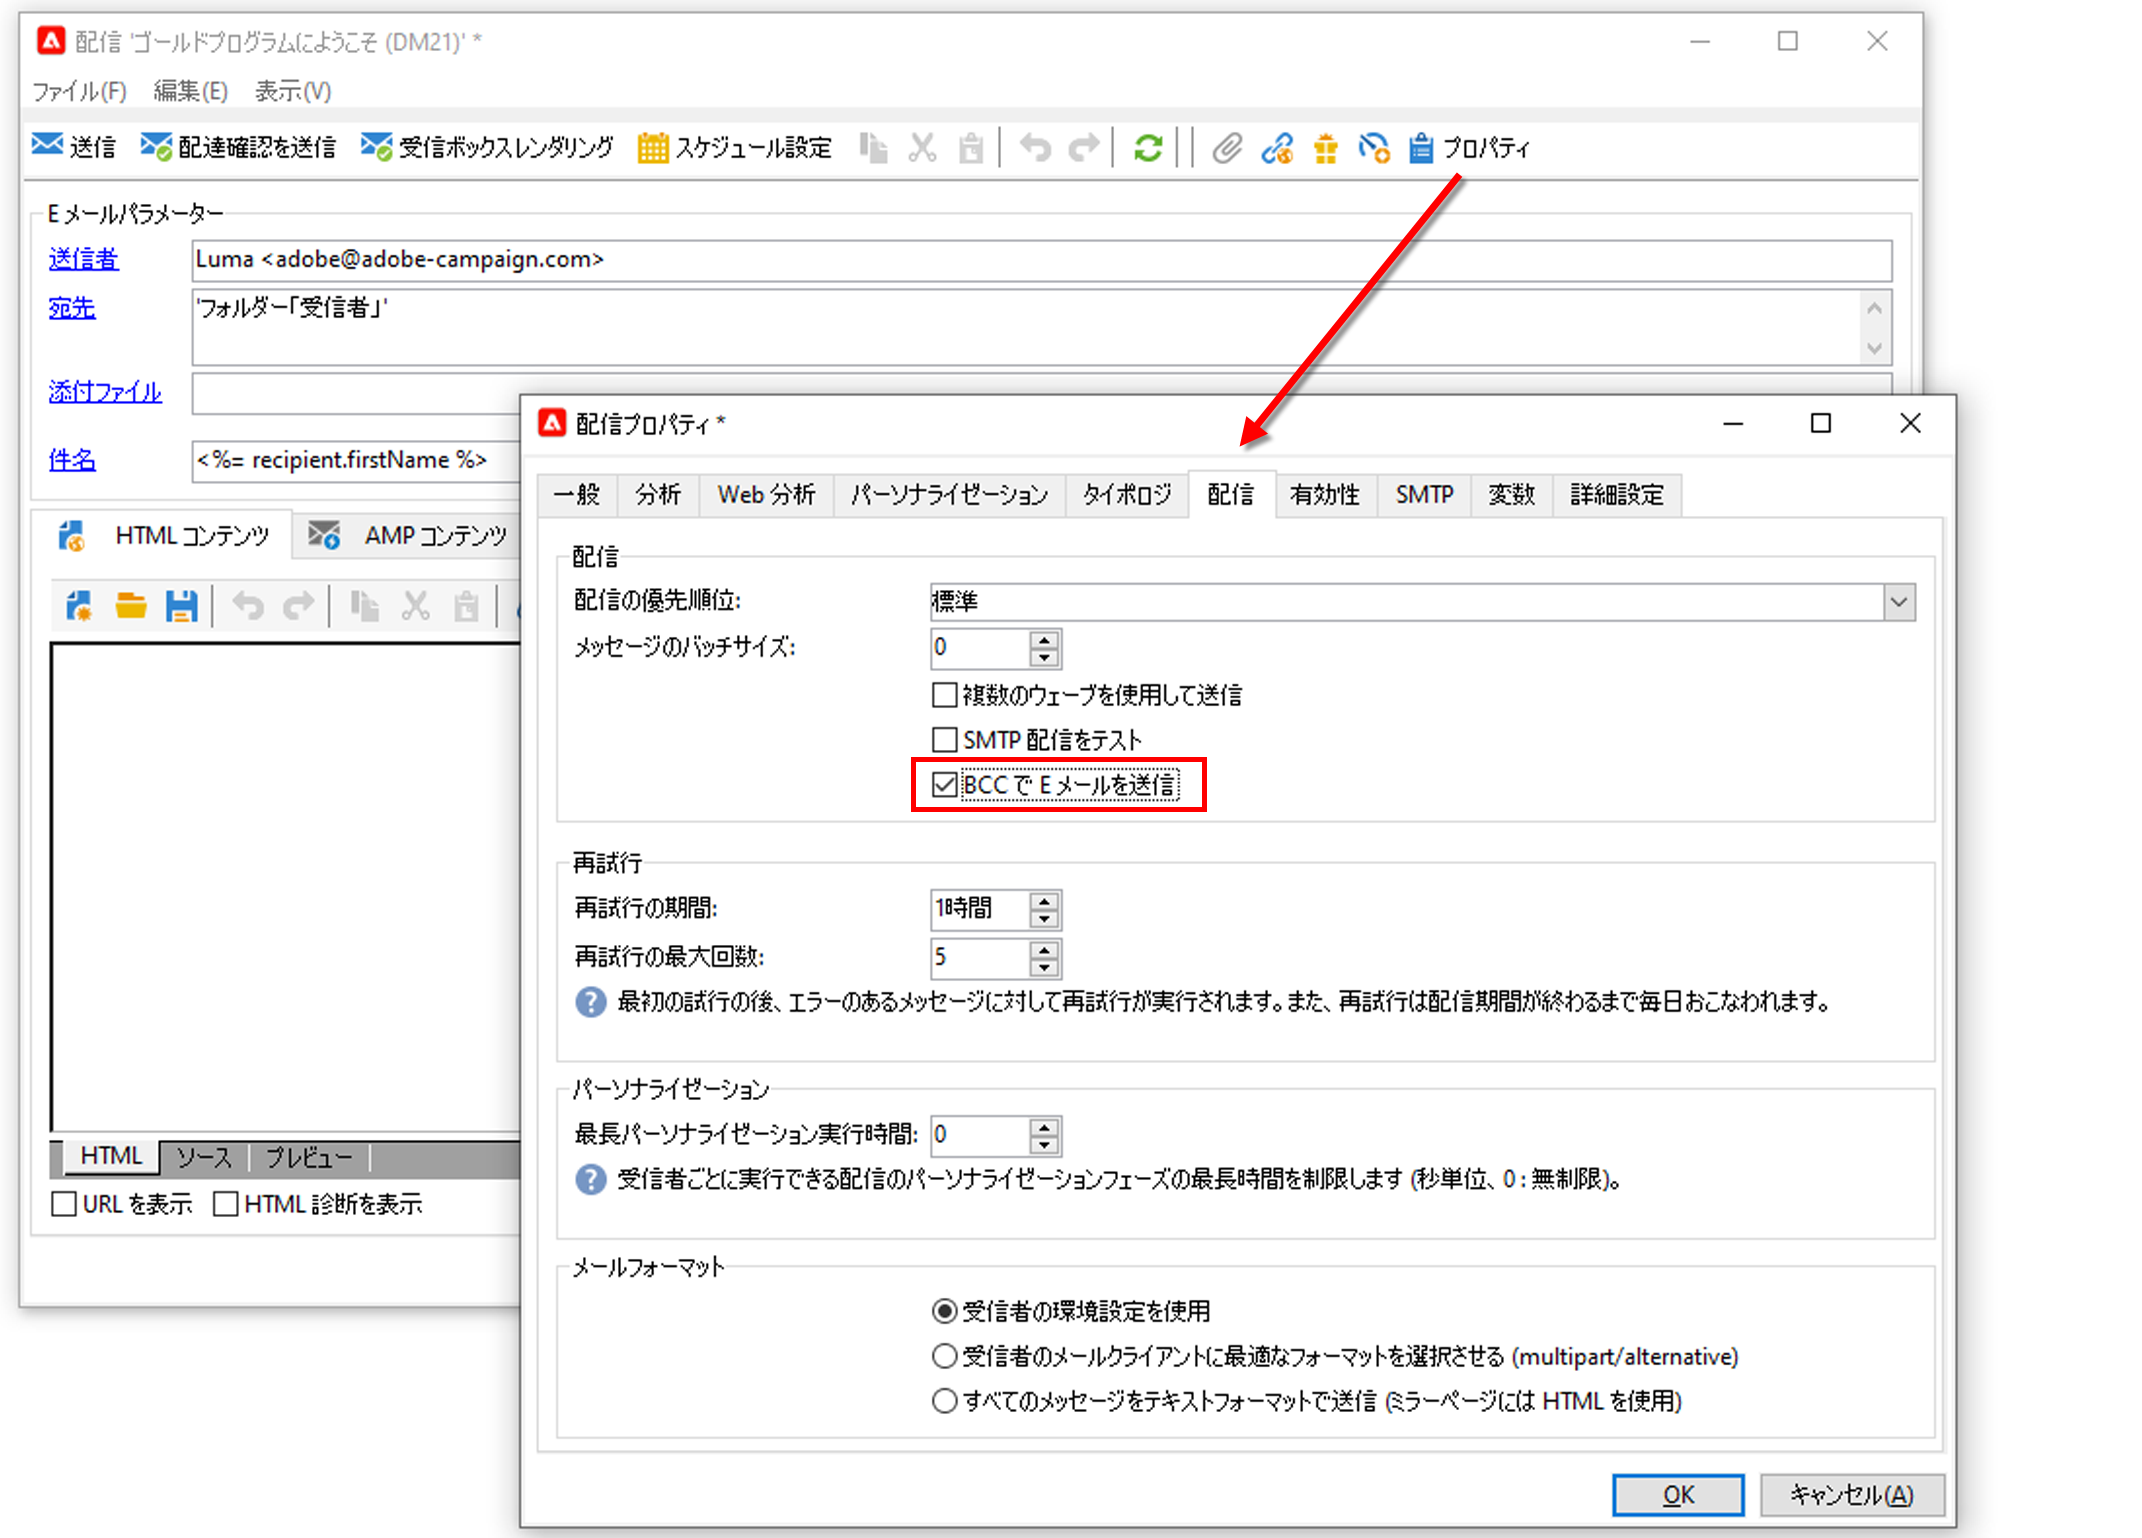 配信 'ゴールドプログラムにようこそ (DM21)' *
ファイル(F) 編集(E) 表示(V)
送信 配達確認を送信 受信ボックスレンダリング スケジュール設定 プロパティ
E メールパラメーター
送信者 Luma <adobe@adobe-campaign.com>
宛先 'フォルダー「受信者」'
添付ファイル
件名 <%= recipient.firstName %>
HTML コンテンツ AMP コンテンツ
HTML ソース プレビュー
URL を表示 HTML 診断を表示
配信プロパティ *
一般 分析 Web 分析 パーソナライゼーション タイポロジ 配信 有効性 SMTP 変数 詳細設定
配信
配信の優先順位: 標準
メッセージのバッチサイズ: 0
複数のウェーブを使用して送信
SMTP 配信をテスト
BCC で E メールを送信
再試行
再試行の期間: 1時間
再試行の最大回数: 5
最初の試行の後、エラーのあるメッセージに対して再試行が実行されます。また、再試行は配信期間が終わるまで毎日おこなわれます。
パーソナライゼーション
最長パーソナライゼーション実行時間: 0
受信者ごとに実行できる配信のパーソナライゼーションフェーズの最長時間を制限します (秒単位、0 : 無制限)。
メールフォーマット
受信者の環境設定を使用
受信者のメールクライアントに最適なフォーマットを選択させる (multipart/alternative)
すべてのメッセージをテキストフォーマットで送信 (ミラーページには HTML を使用)
OK キャンセル(A)